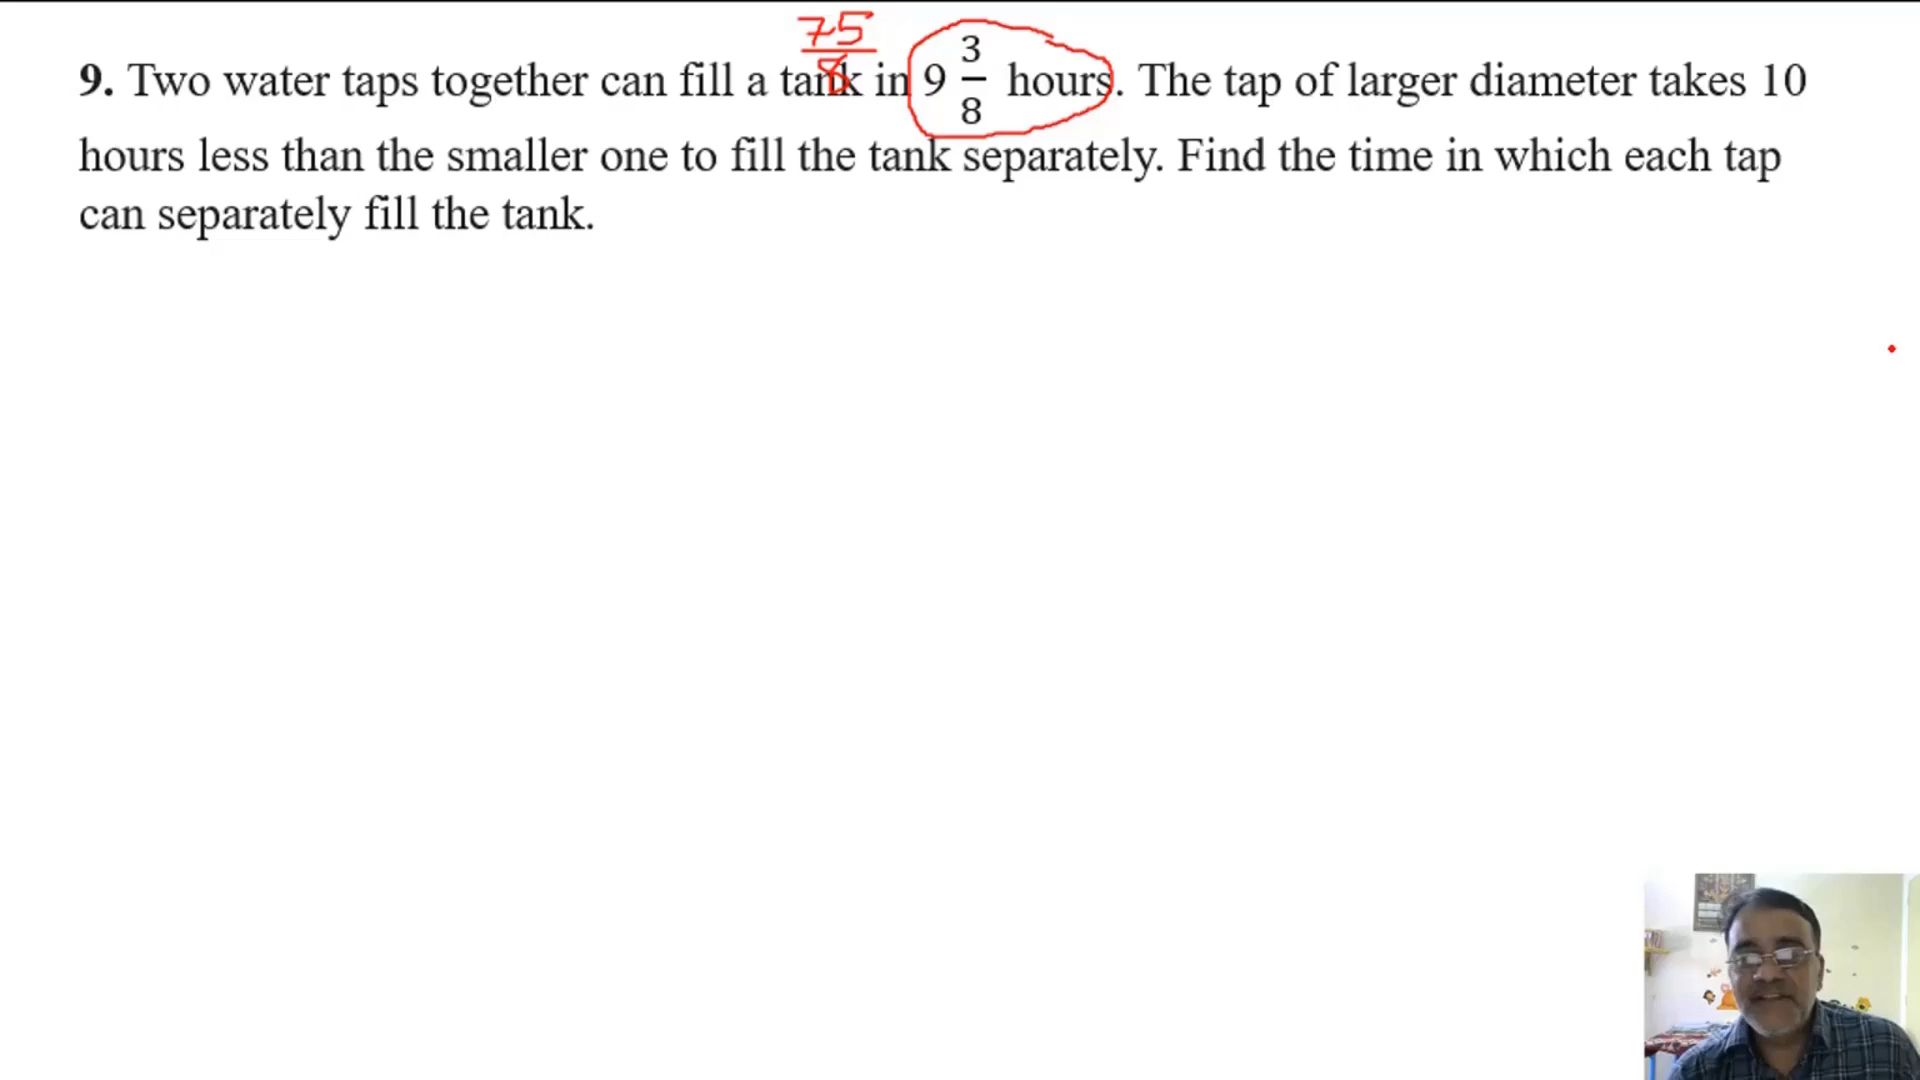 75
8
9. Two water taps together can fill a tank in 9 3/8 hours. The tap of larger diameter takes 10
hours less than the smaller one to fill the tank separately. Find the time in which each tap
can separately fill the tank.